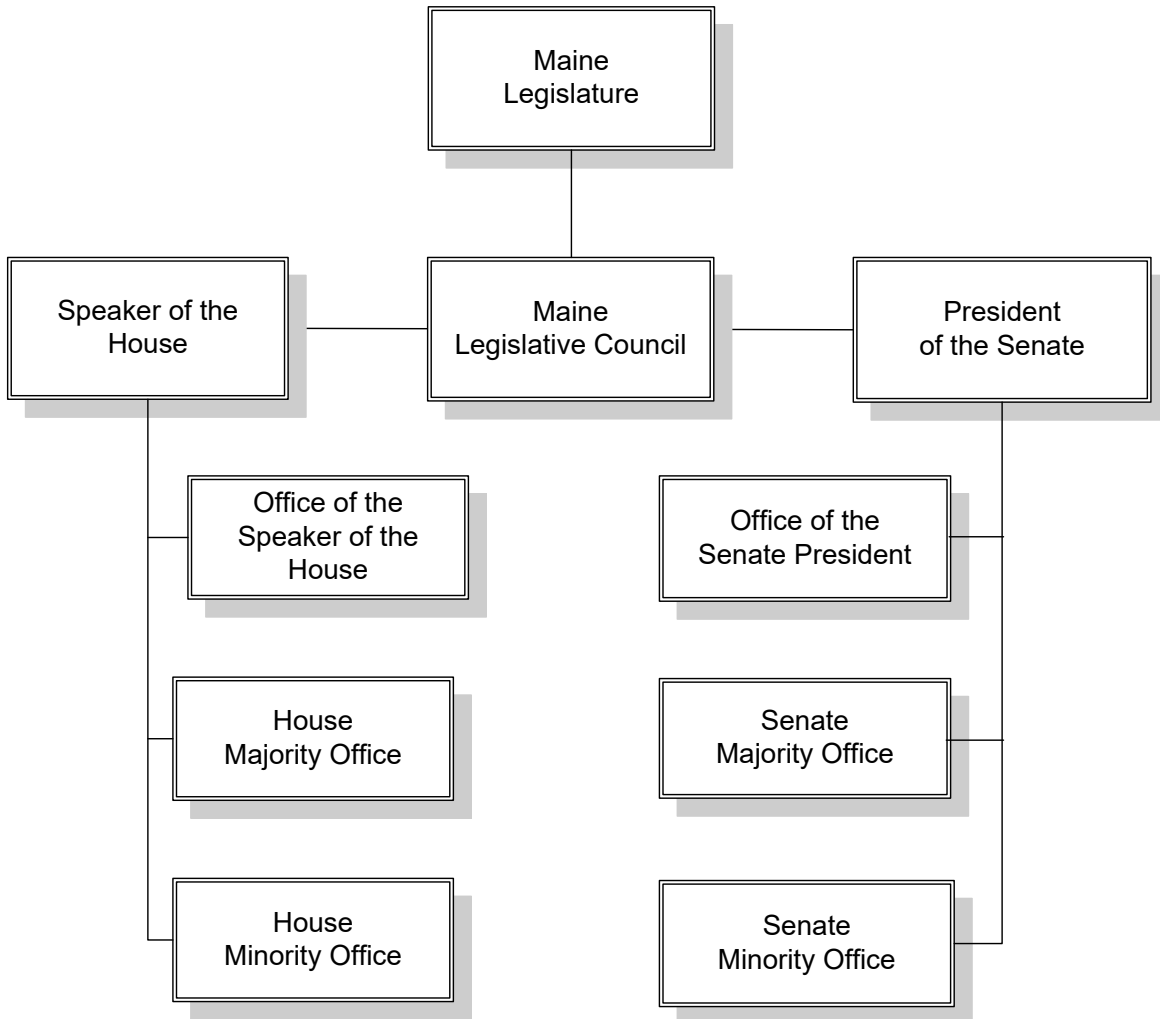 Maine
Legislature
Speaker of the
House
Maine
Legislative Council
President
of the Senate
Office of the
Speaker of the
House
Office of the
Senate President
House
Majority Office
Senate
Majority Office
House
Minority Office
Senate
Minority Office